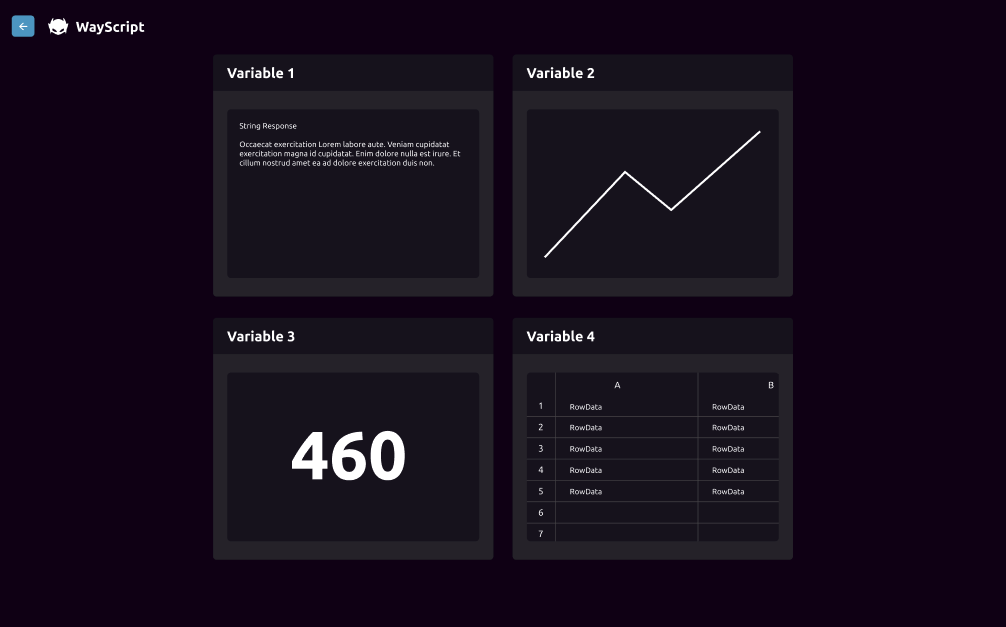 WayScript
Variable 1
String Response
Occaecat exercitation Lorem labore aute. Veniam cupidatat
exercitation magna id cupidatat. Enim dolore nulla est irure. Et
cillum nostrud amet ea ad dolore exercitation duis non.
Variable 2
Variable 3
460
Variable 4
A B
1 RowData RowData
2 RowData RowData
3 RowData RowData
4 RowData RowData
5 RowData RowData
6
7